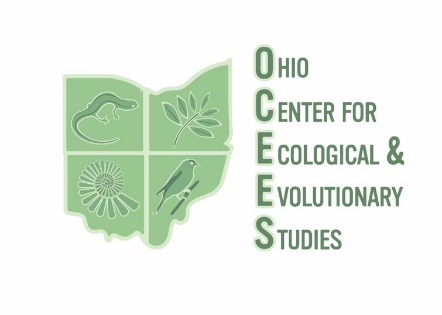 OHIO
CENTER FOR
ECOLOGICAL &
EVOLUTIONARY
STUDIES